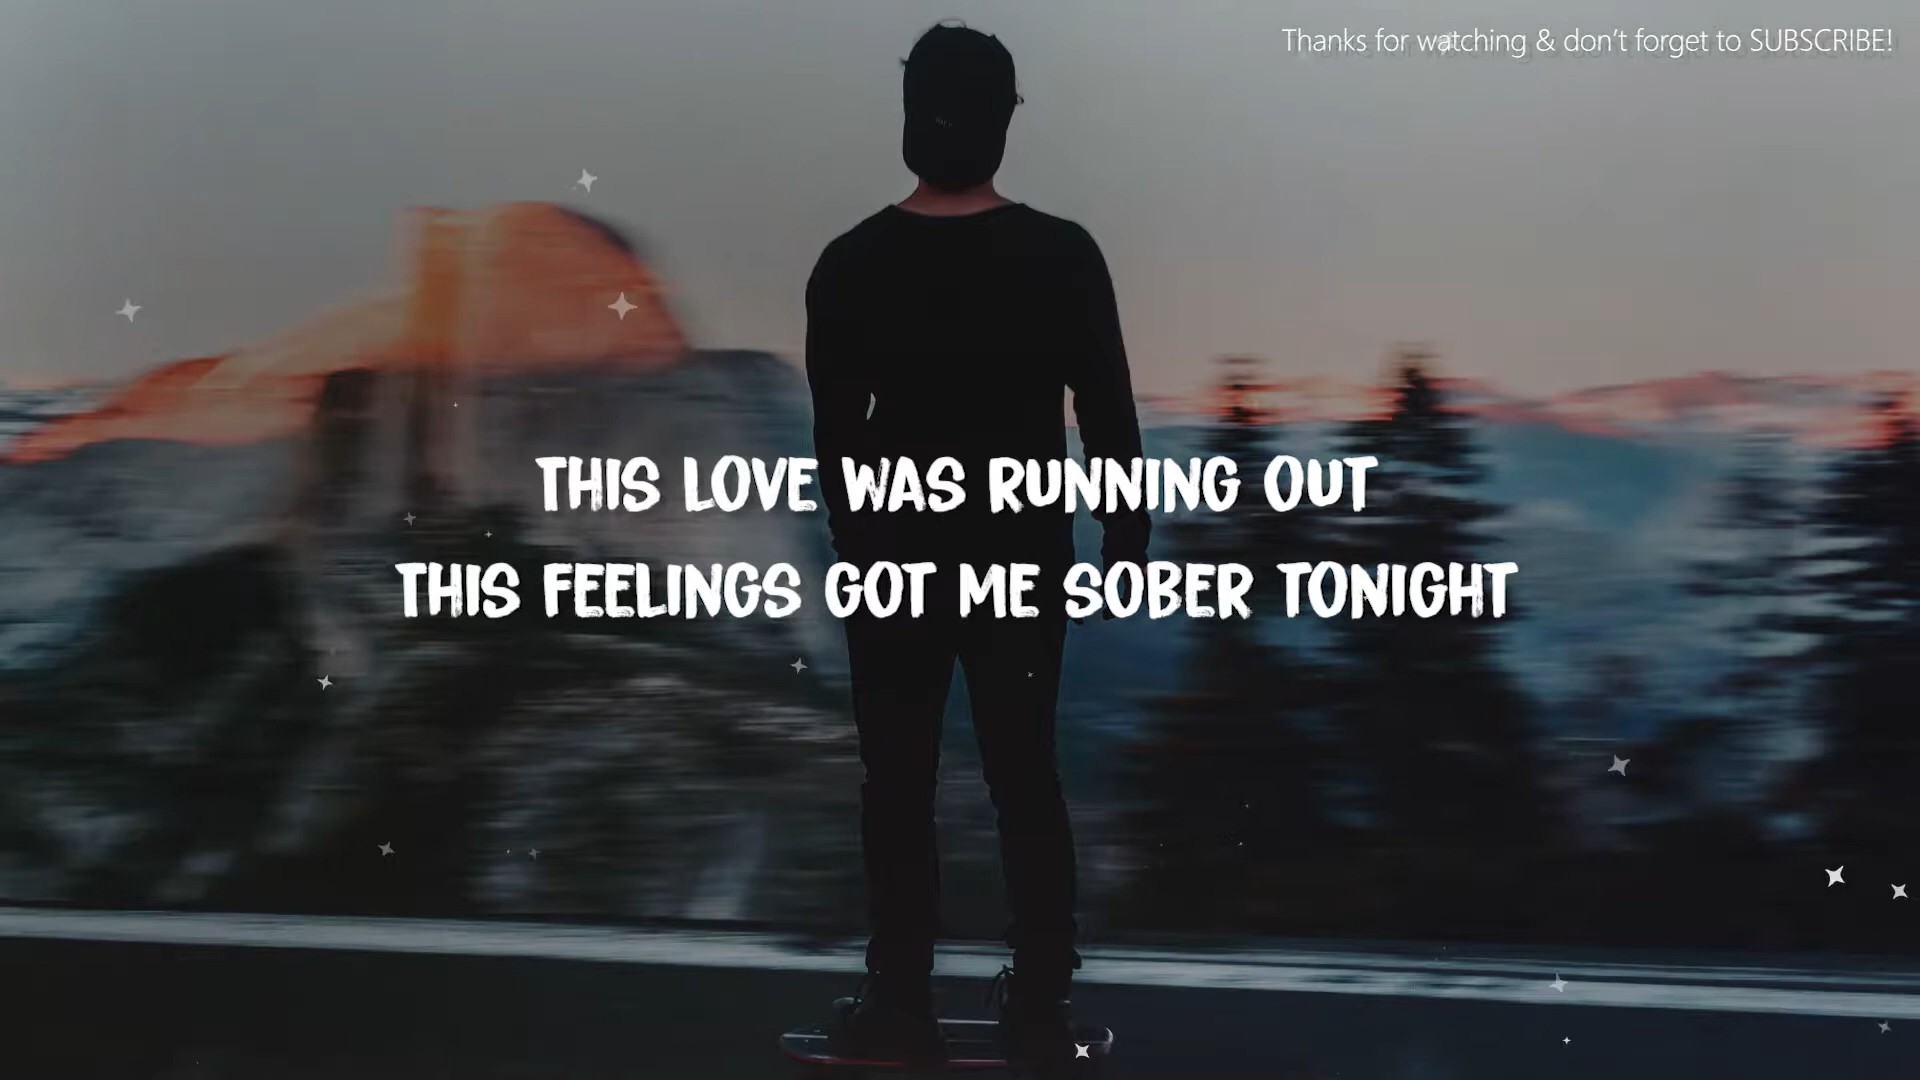 Thanks for watching & don't forget to SUBSCRIBE!
THIS LOVE WAS RUNNING OUT
THIS FEELINGS GOT ME SOBER TONIGHT